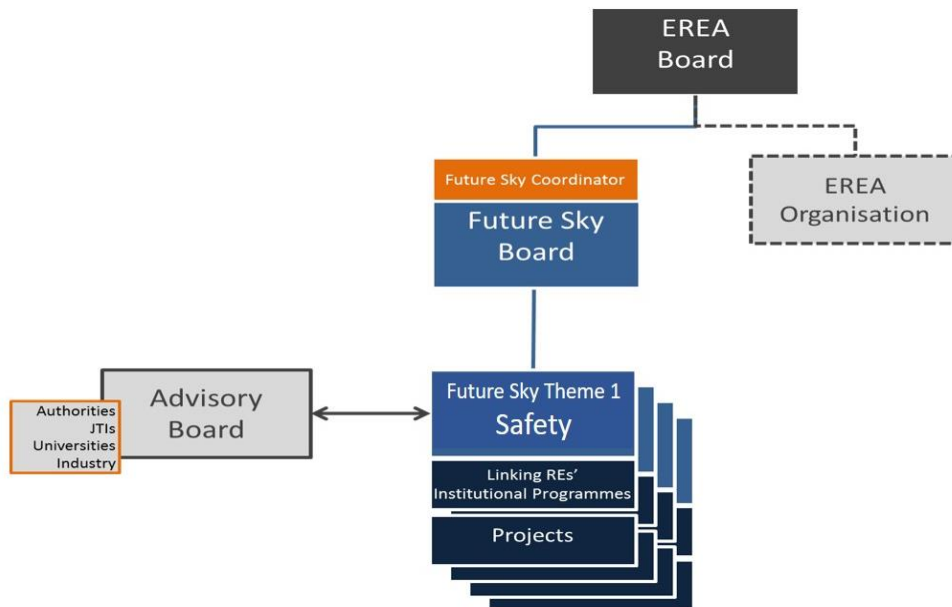 EREA
Board
Future Sky Coordinator
Future Sky
Board
EREA
Organisation
Advisory
Board
Authorities
JTIs
Universities
Industry
Future Sky Theme 1
Safety
Linking REs'
Institutional Programmes
Projects